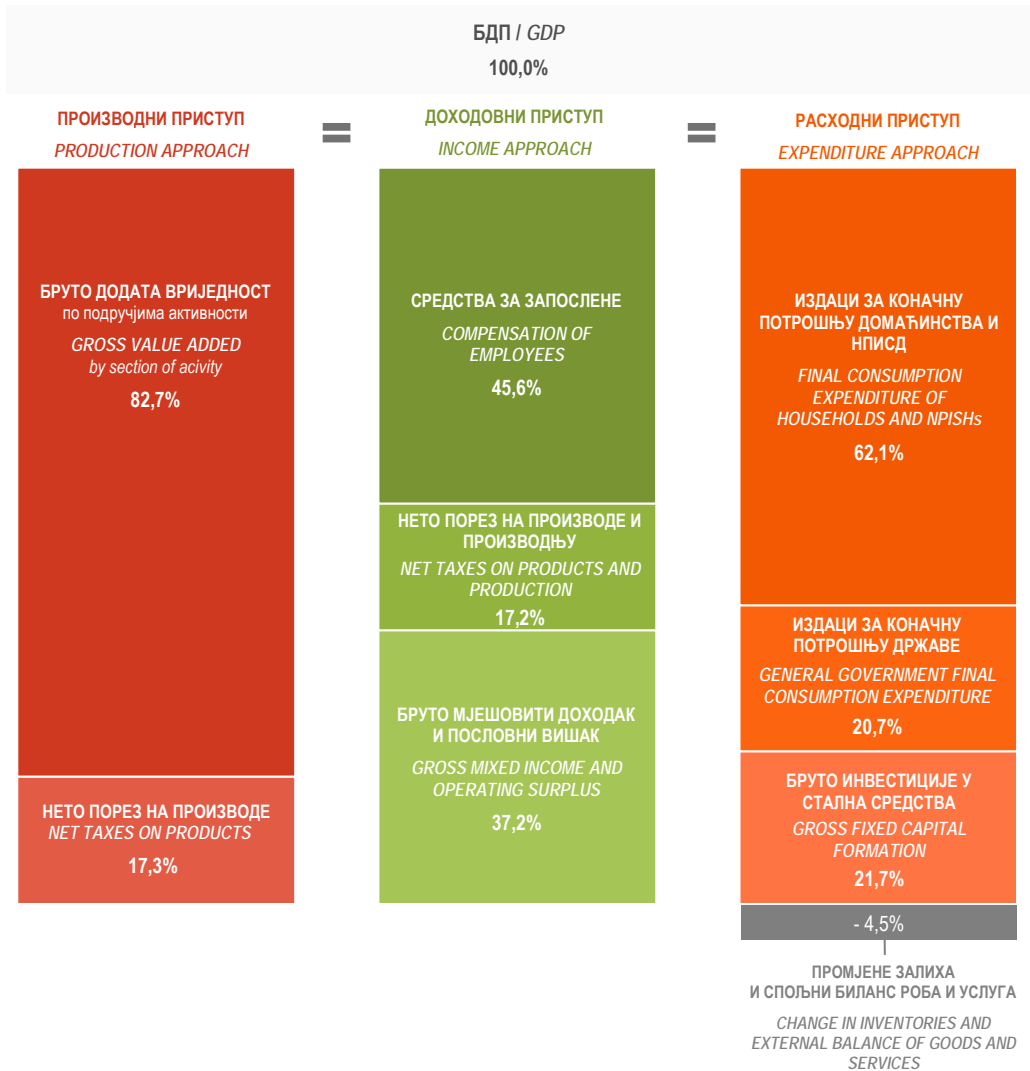 БДП / GDP
100,0%
ПРОИЗВОДНИ ПРИСТУП
PRODUCTION APPROACH
=
ДОХОДОВНИ ПРИСТУП
INCOME APPROACH
=
РАСХОДНИ ПРИСТУП
EXPENDITURE APPROACH
БРУТО ДОДАТА ВРИЈЕДНОСТ
по подручјима активности
GROSS VALUE ADDED
by section of acivity
82,7%
НЕТО ПОРЕЗ НА ПРОИЗВОДЕ
NET TAXES ON PRODUCTS
17,3%
СРЕДСТВА ЗА ЗАПОСЛЕНЕ
COMPENSATION OF
EMPLOYEES
45,6%
НЕТО ПОРЕЗ НА ПРОИЗВОДЕ И
ПРОИЗВОДЊУ
NET TAXES ON PRODUCTS AND
PRODUCTION
17,2%
БРУТО МЈЕШОВИТИ ДОХОДАК
И ПОСЛОВНИ ВИШАК
GROSS MIXED INCOME AND
OPERATING SURPLUS
37,2%
ИЗДАЦИ ЗА КОНАЧНУ
ПОТРОШЊУ ДОМАЋИНСТВА И
НПИСД
FINAL CONSUMPTION
EXPENDITURE OF
HOUSEHOLDS AND NPISHs
62,1%
ИЗДАЦИ ЗА КОНАЧНУ
ПОТРОШЊУ ДРЖАВЕ
GENERAL GOVERNMENT FINAL
CONSUMPTION EXPENDITURE
20,7%
БРУТО ИНВЕСТИЦИЈЕ У
СТАЛНА СРЕДСТВА
GROSS FIXED CAPITAL
FORMATION
21,7%
- 4,5%
ПРОМЈЕНЕ ЗАЛИХА
И СПОЉНИ БИЛАНС РОБА И УСЛУГА
CHANGE IN INVENTORIES AND
EXTERNAL BALANCE OF GOODS AND
SERVICES